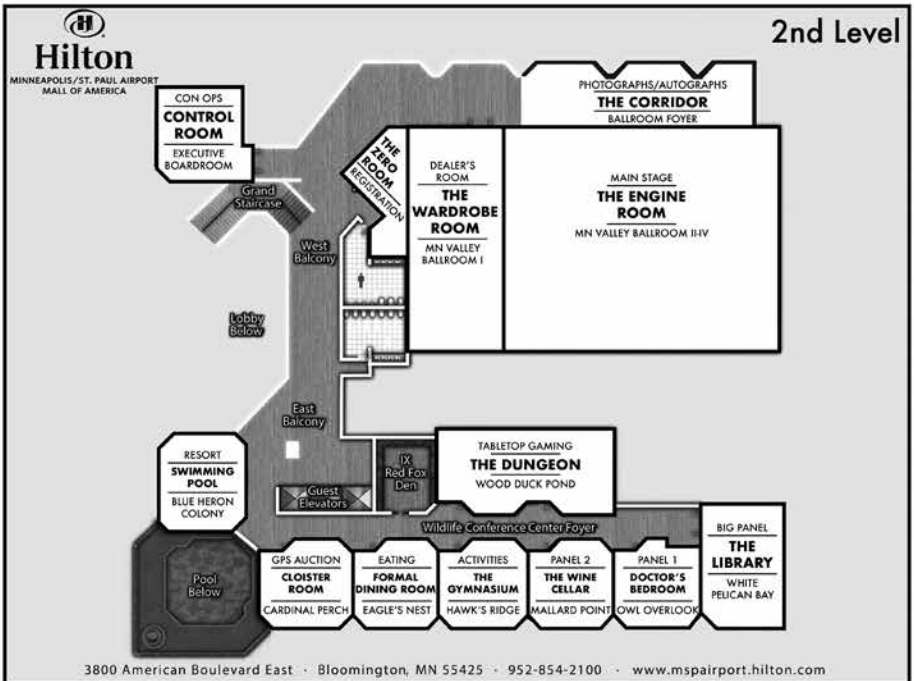 Hilton
MINNEAPOLIS/ST. PAUL AIRPORT
MALL OF AMERICA
2nd Level
CON OPS
CONTROL
ROOM
EXECUTIVE
BOARDROOM
PHOTOGRAPHS/AUTOGRAPHS
THE CORRIDOR
BALLROOM FOYER
THE
ZERO
ROOM
REGISTRATION
DEALER'S
ROOM
THE
WARDROBE
ROOM
MN VALLEY
BALLROOM I
MAIN STAGE
THE ENGINE
ROOM
MN VALLEY BALLROOM II-IV
Grand
Staircase
West
Balcony
Lobby
Below
East
Balcony
RESORT
SWIMMING
POOL
BLUE HERON
COLONY
Guest
Elevators
IX
Red Fox
Den
TABLETOP GAMING
THE DUNGEON
WOOD DUCK POND
Wildlife Conference Center Foyer
Pool
Below
GPS AUCTION
CLOISTER
ROOM
CARDINAL PERCH
EATING
FORMAL
DINING ROOM
EAGLE'S NEST
ACTIVITIES
THE
GYMNASIUM
HAWK'S RIDGE
PANEL 2
THE WINE
CELLAR
MALLARD POINT
PANEL 1
DOCTOR'S
BEDROOM
OWL OVERLOOK
BIG PANEL
THE
LIBRARY
WHITE
PELICAN BAY
3800 American Boulevard East · Bloomington, MN 55425 · 952-854-2100 · www.mspairport.hilton.com